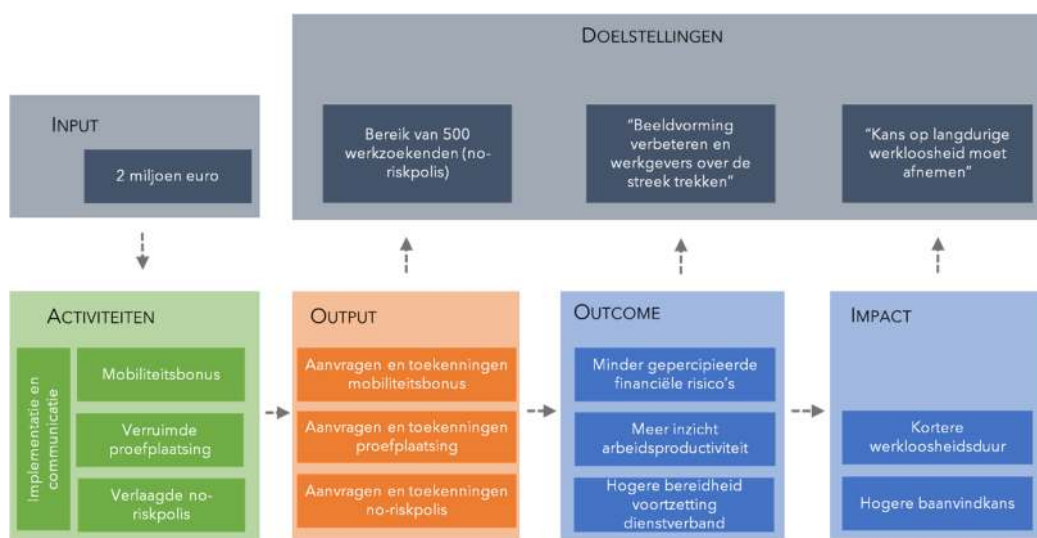 DOELSTELLINGEN
INPUT
2 miljoen euro
Bereik van 500
werkzoekenden (no-
riskpolis)
“Beeldvorming
verbeteren en
werkgevers over de
streek trekken”
“Kans op langdurige
werkloosheid moet
afnemen”
ACTIVITEITEN
Implementatie en
communicatie
Mobiliteitsbonus
Verruimde
proefplaatsing
Verlaagde no-
riskpolis
OUTPUT
Aanvragen en toekenningen
mobiliteitsbonus
Aanvragen en toekenningen
proefplaatsing
Aanvragen en toekenningen
no-riskpolis
OUTCOME
Minder gepercipieerde
financiële risico's
Meer inzicht
arbeidsproductiviteit
Hogere bereidheid
voortzetting
dienstverband
IMPACT
Kortere
werkloosheidsduur
Hogere baanvindkans